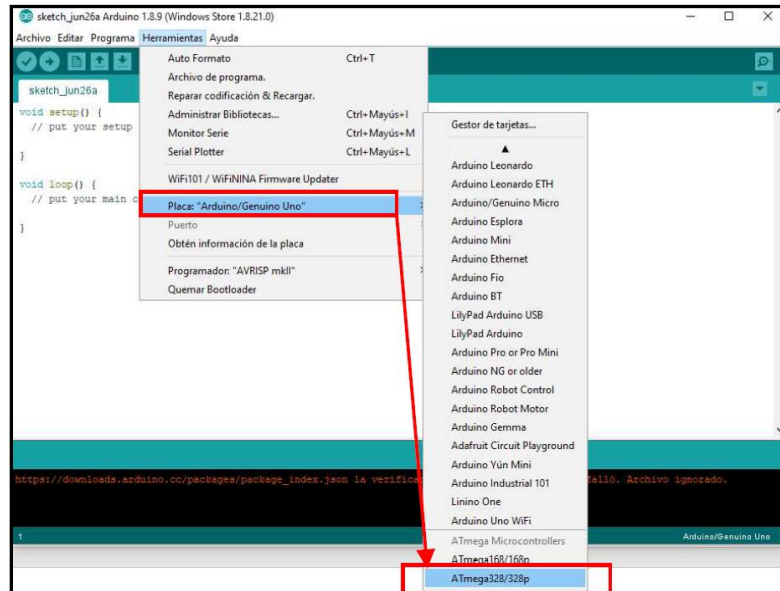 sketch_jun26a Arduino 1.8.9 (Windows Store 1.8.21.0)
Archivo Editar Programa Herramientas Ayuda
sketch_jun26a
void setup() {
// put your setup
}
void loop() {
// put your main c
}
Auto Formato Ctrl+T
Archivo de programa.
Reparar codificación & Recargar.
Administrar Bibliotecas... Ctrl+Mayús+I
Monitor Serie Ctrl+Mayús+M
Serial Plotter Ctrl+Mayús+L
WiFi101 / WiFiNINA Firmware Updater
Placa: "Arduino/Genuino Uno"
Puerto
Obtén información de la placa
Programador: "AVRISP mkII"
Quemar Bootloader
Gestor de tarjetas...
Arduino Leonardo
Arduino Leonardo ETH
Arduino/Genuino Micro
Arduino Esplora
Arduino Mini
Arduino Ethernet
Arduino Fio
Arduino BT
LilyPad Arduino USB
LilyPad Arduino
Arduino Pro or Pro Mini
Arduino NG or older
Arduino Robot Control
Arduino Robot Motor
Arduino Gemma
Adafruit Circuit Playground
Arduino Yún Mini
Arduino Industrial 101
Linino One
Arduino Uno WiFi
ATmega Microcontrollers
ATmega168/168p
ATmega328/328p
https://downloads.arduino.cc/packages/package_index.json la verifica falló. Archivo ignorado.
1 Arduino/Genuino Uno